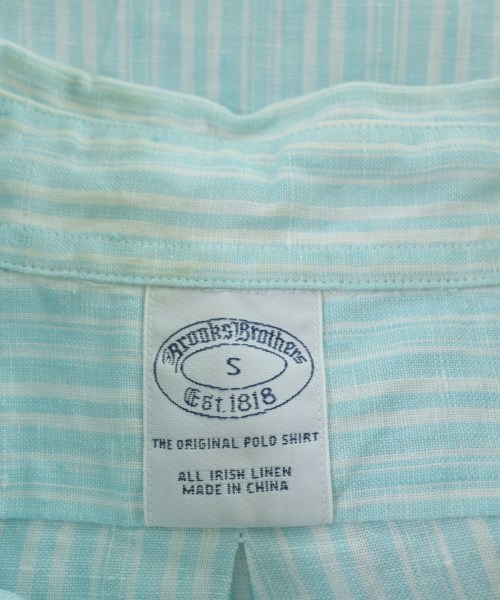 Brooks Brothers
S
Est. 1818
THE ORIGINAL POLO SHIRT
ALL IRISH LINEN
MADE IN CHINA